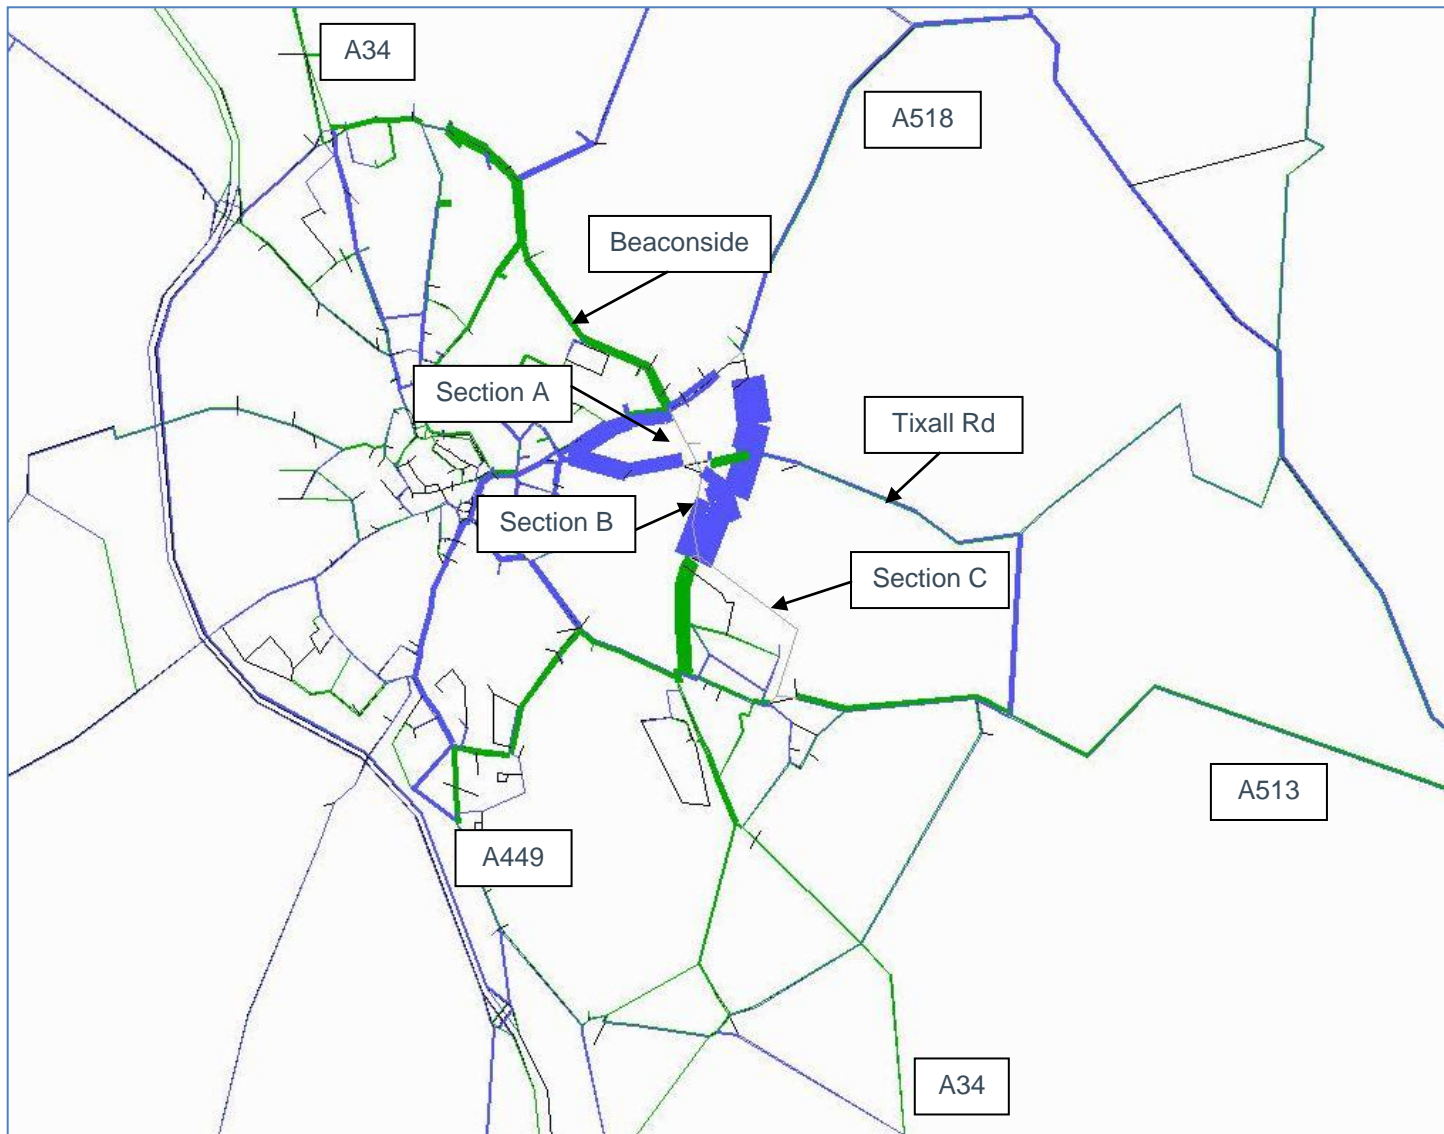 A34
A518
Beaconside
Section A
Tixall Rd
Section B
Section C
A513
A449
A34